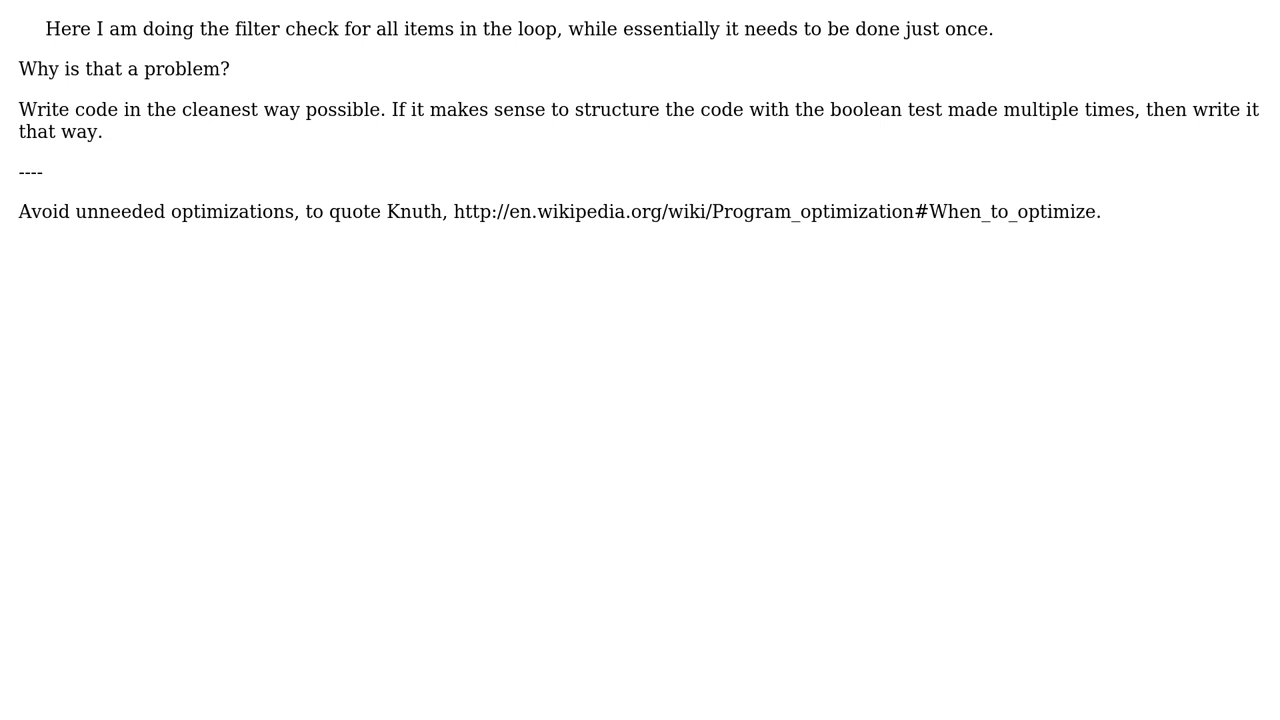 Here I am doing the filter check for all items in the loop, while essentially it needs to be done just once.
Why is that a problem?
Write code in the cleanest way possible. If it makes sense to structure the code with the boolean test made multiple times, then write it
that way.
----
Avoid unneeded optimizations, to quote Knuth, http://en.wikipedia.org/wiki/Program_optimization#When_to_optimize.